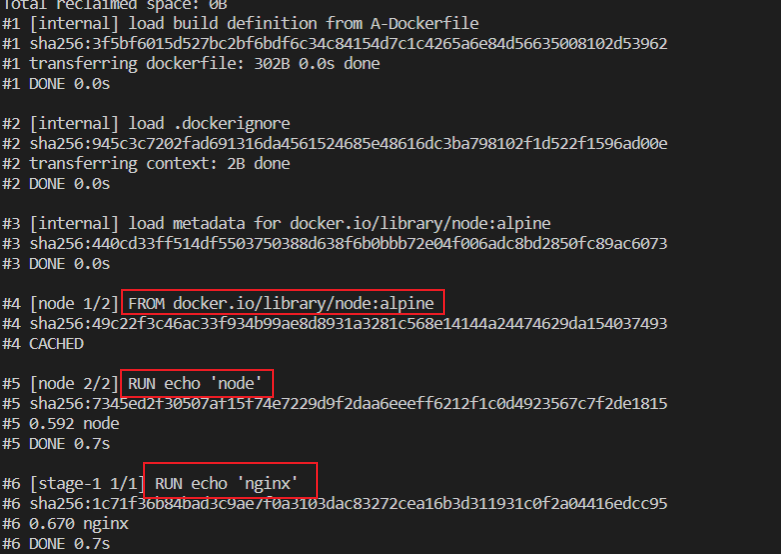 Total reclaimed space: 0B
#1 [internal] load build definition from A-Dockerfile
#1 sha256:3f5bf6015d527bc2bf6bdf6c34c84154d7c1c4265a6e84d56635008102d53962
#1 transferring dockerfile: 302B 0.0s done
#1 DONE 0.0s
#2 [internal] load .dockerignore
#2 sha256:945c3c7202fad691316da4561524685e48616dc3ba798102f1d522f1596ad00e
#2 transferring context: 2B done
#2 DONE 0.0s
#3 [internal] load metadata for docker.io/library/node:alpine
#3 sha256:440cd33ff514df5503750388d638f6b0bbb72e04f006adc8bd2850fc89ac6073
#3 DONE 0.0s
#4 [node 1/2] FROM docker.io/library/node:alpine
#4 sha256:49c22f3c46ac33f934b99ae8d8931a3281c568e14144a24474629da154037493
#4 CACHED
#5 [node 2/2] RUN echo 'node'
#5 sha256:7345ed2f30507af15f74e7229d9f2daa6eeeff6212f1c0d4923567c7f2de1815
#5 0.592 node
#5 DONE 0.7s
#6 [stage-1 1/1] RUN echo 'nginx'
#6 sha256:1c71f36b84bad3c9ae7f0a3103dac83272cea16b3d311931c0f2a04416edcc95
#6 0.670 nginx
#6 DONE 0.7s